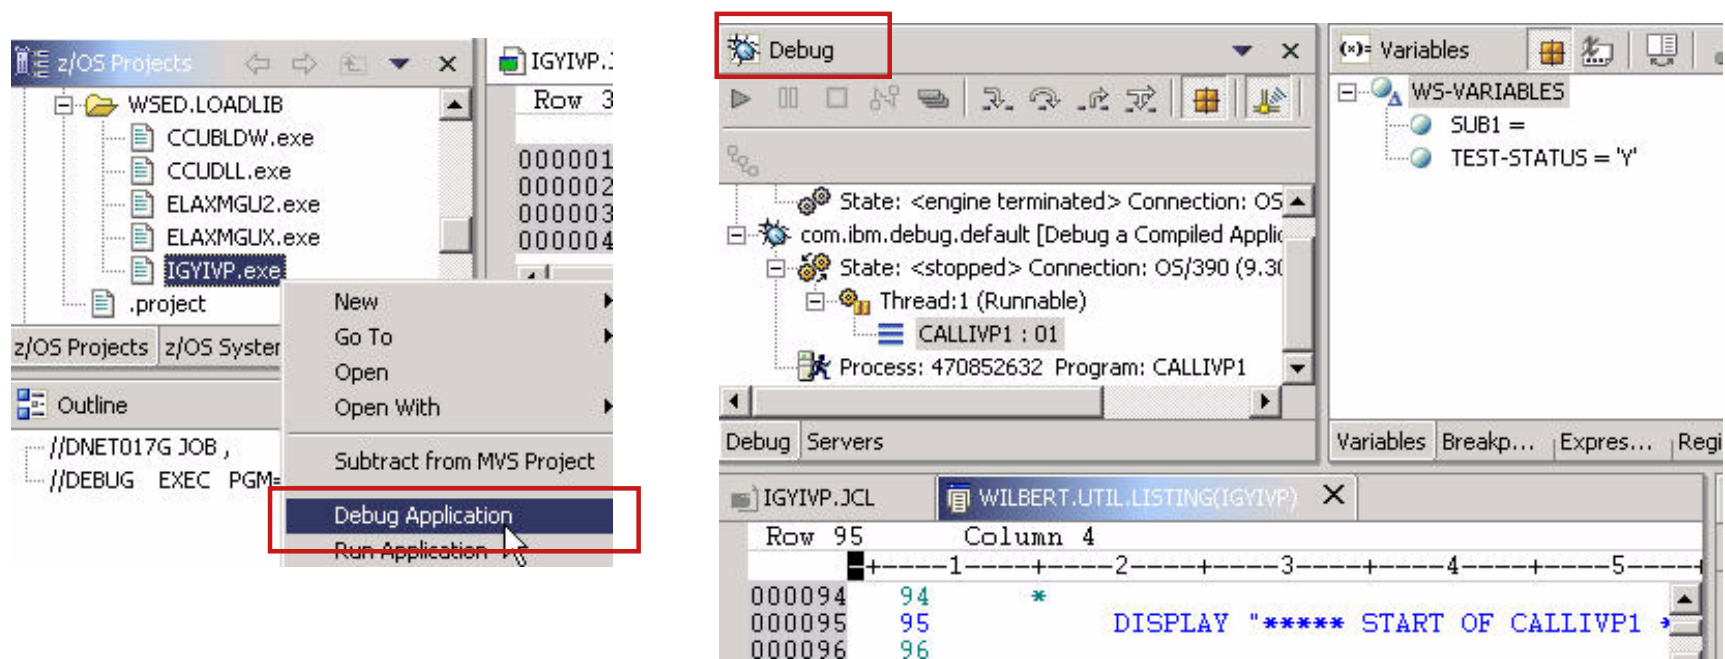 z/OS Projects
WSED.LOADLIB
CCUBLDW.exe
CCUDLL.exe
ELAXMGU2.exe
ELAXMGUX.exe
IGYIVP.exe
.project
z/OS Projects z/OS System
Outline
//DNET017G JOB ,
//DEBUG EXEC PGM=
IGYIVP.J
Row 3
000001
000002
000003
000004
New
Go To
Open
Open With
Subtract from MVS Project
Debug Application
Run Application
Debug
State: <engine terminated> Connection: OS
com.ibm.debug.default [Debug a Compiled Applic
State: <stopped> Connection: OS/390 (9.30
Thread:1 (Runnable)
CALLIVP1 : 01
Process: 470852632 Program: CALLIVP1
Debug Servers
(x)= Variables
WS-VARIABLES
SUB1 =
TEST-STATUS = 'Y'
Variables Breakp... Expres... Regi
IGYIVP.JCL WILBERT.UTIL.LISTING(IGYIVP)
Row 95 Column 4
-+----1----+----2----+----3----+----4----+----5----+
000094 94 *
000095 95 DISPLAY "***** START OF CALLIVP1 *
000096 96